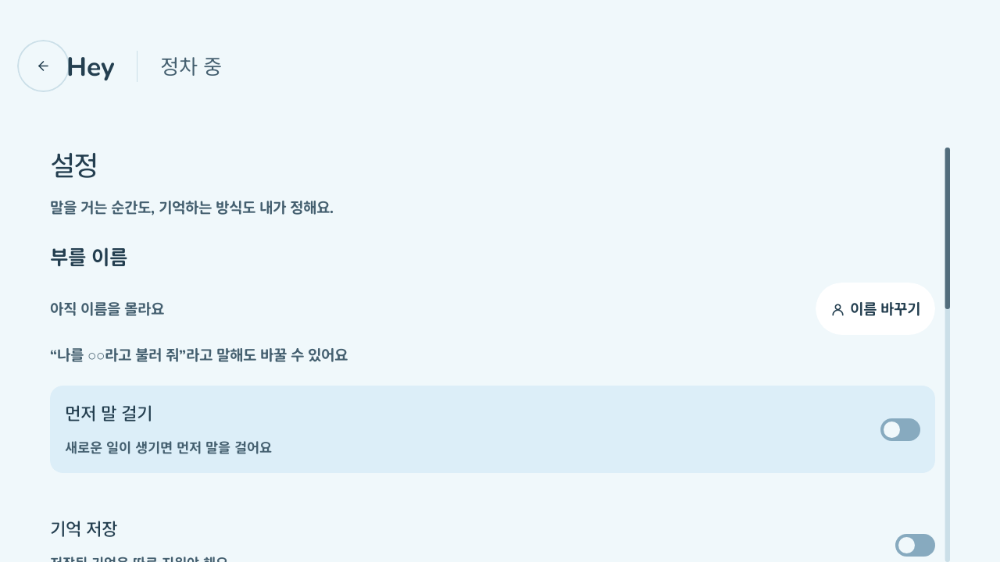 Hey
정차 중
설정
말을 거는 순간도, 기억하는 방식도 내가 정해요.
부를 이름
아직 이름을 몰라요
이름 바꾸기
“나를 ○○라고 불러 줘”라고 말해도 바꿀 수 있어요
먼저 말 걸기
새로운 일이 생기면 먼저 말을 걸어요
기억 저장